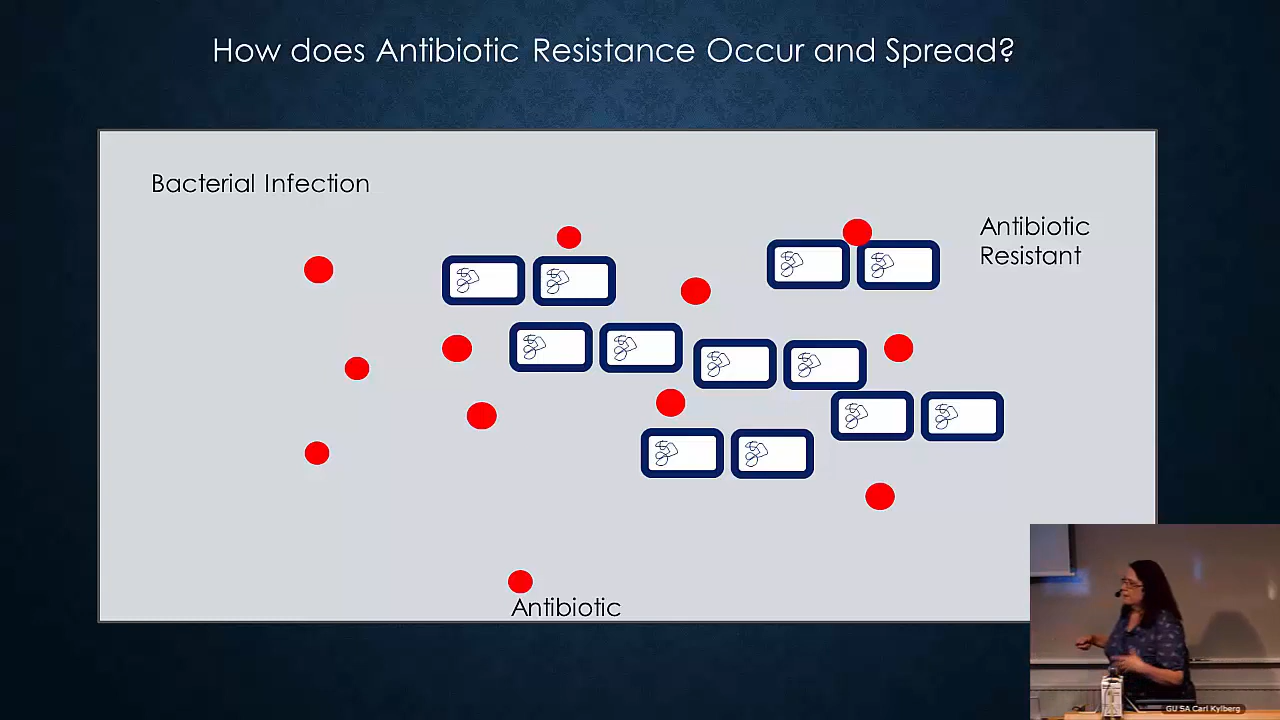 How does Antibiotic Resistance Occur and Spread?
Bacterial Infection
Antibiotic
Resistant
Antibiotic
GU SA Carl Kylberg